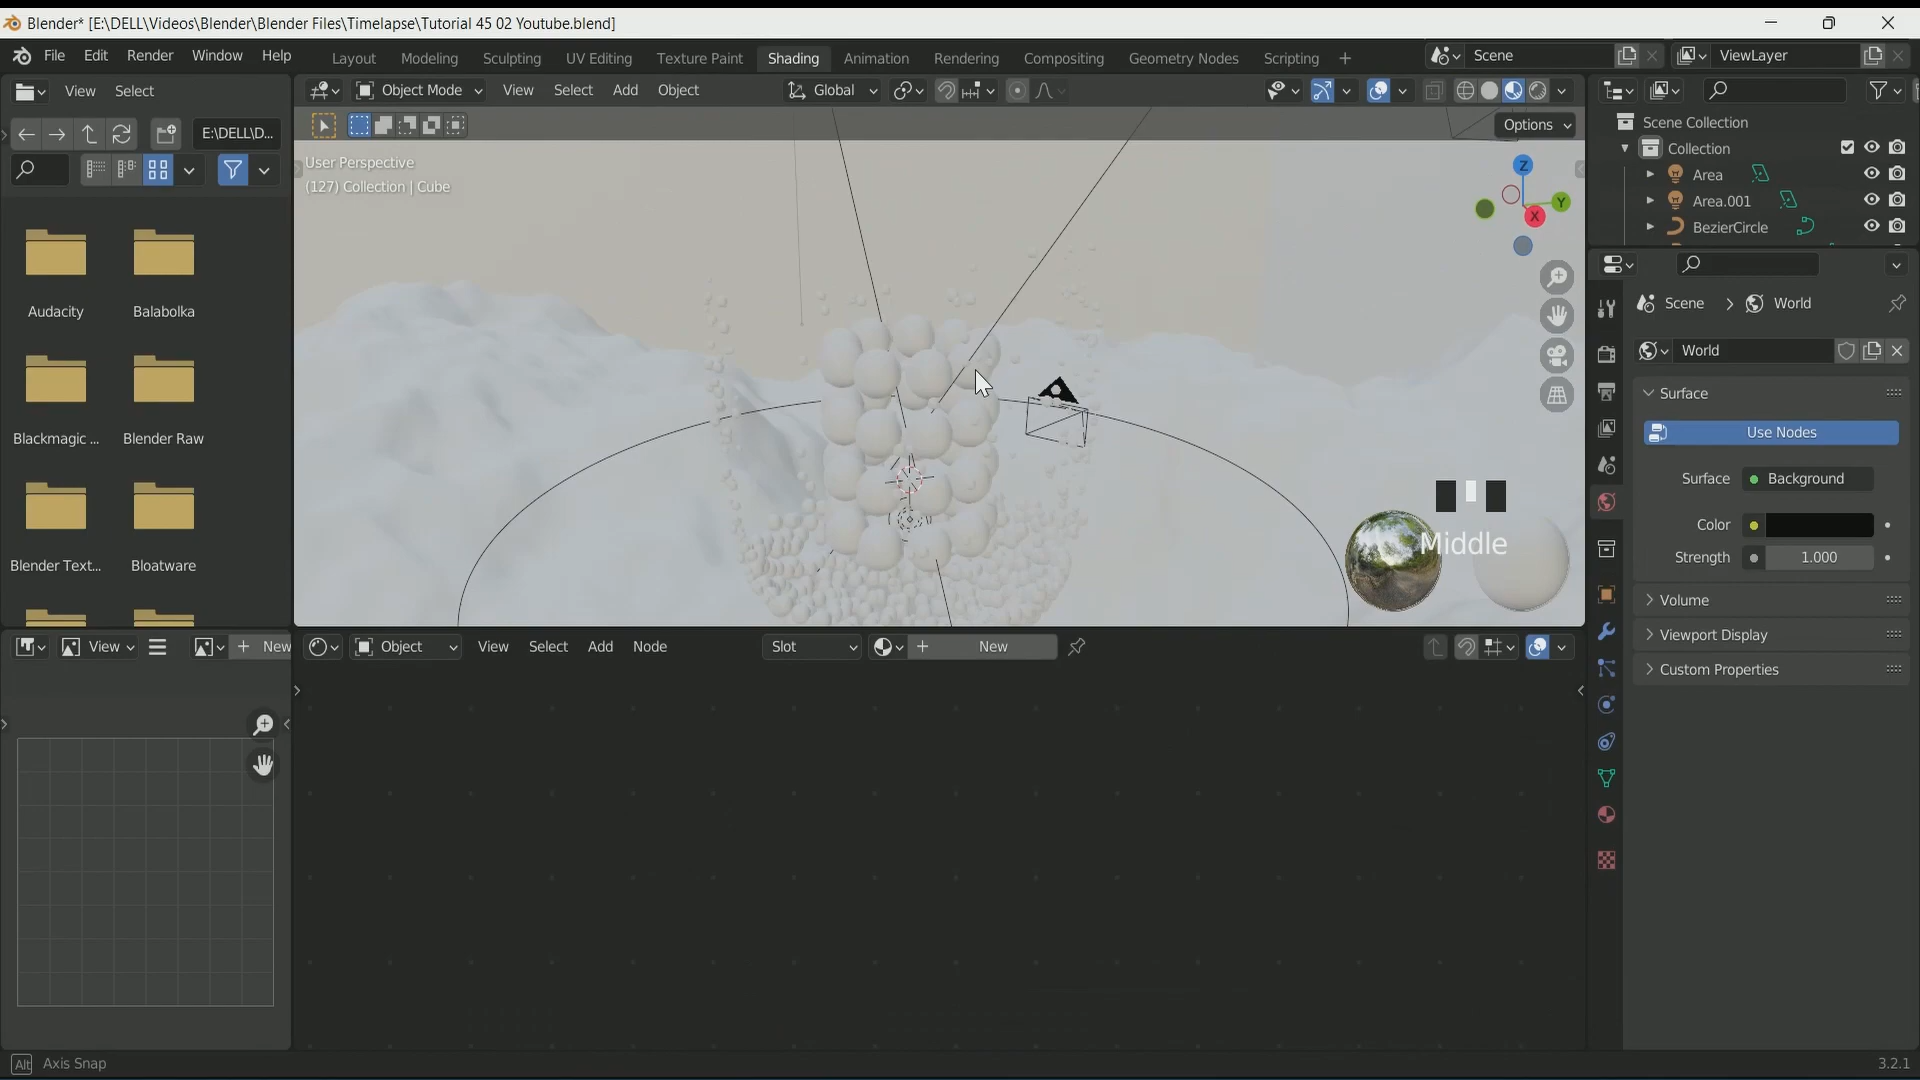 Blender* [E:\DELL\Videos\Blender\Blender Files\Timelapse\Tutorial 45 02 Youtube.blend]
File Edit Render Window Help
Layout Modeling Sculpting UV Editing Texture Paint Shading Animation Rendering Compositing Geometry Nodes Scripting +
Scene
ViewLayer
View Select
Object Mode View Select Add Object
Global
E:\DELL\D...
Options
User Perspective
(127) Collection | Cube
Z
Y
X
Scene Collection
Collection
Area
Area.001
BezierCircle
Scene > World
World
Surface
Use Nodes
Surface Background
Color
Strength 1.000
Volume
Viewport Display
Custom Properties
Audacity Balabolka
Blackmagic ... Blender Raw
Blender Text... Bloatware
Middle
View
+ New
Object View Select Add Node
Slot
+ New
Alt Axis Snap
3.2.1